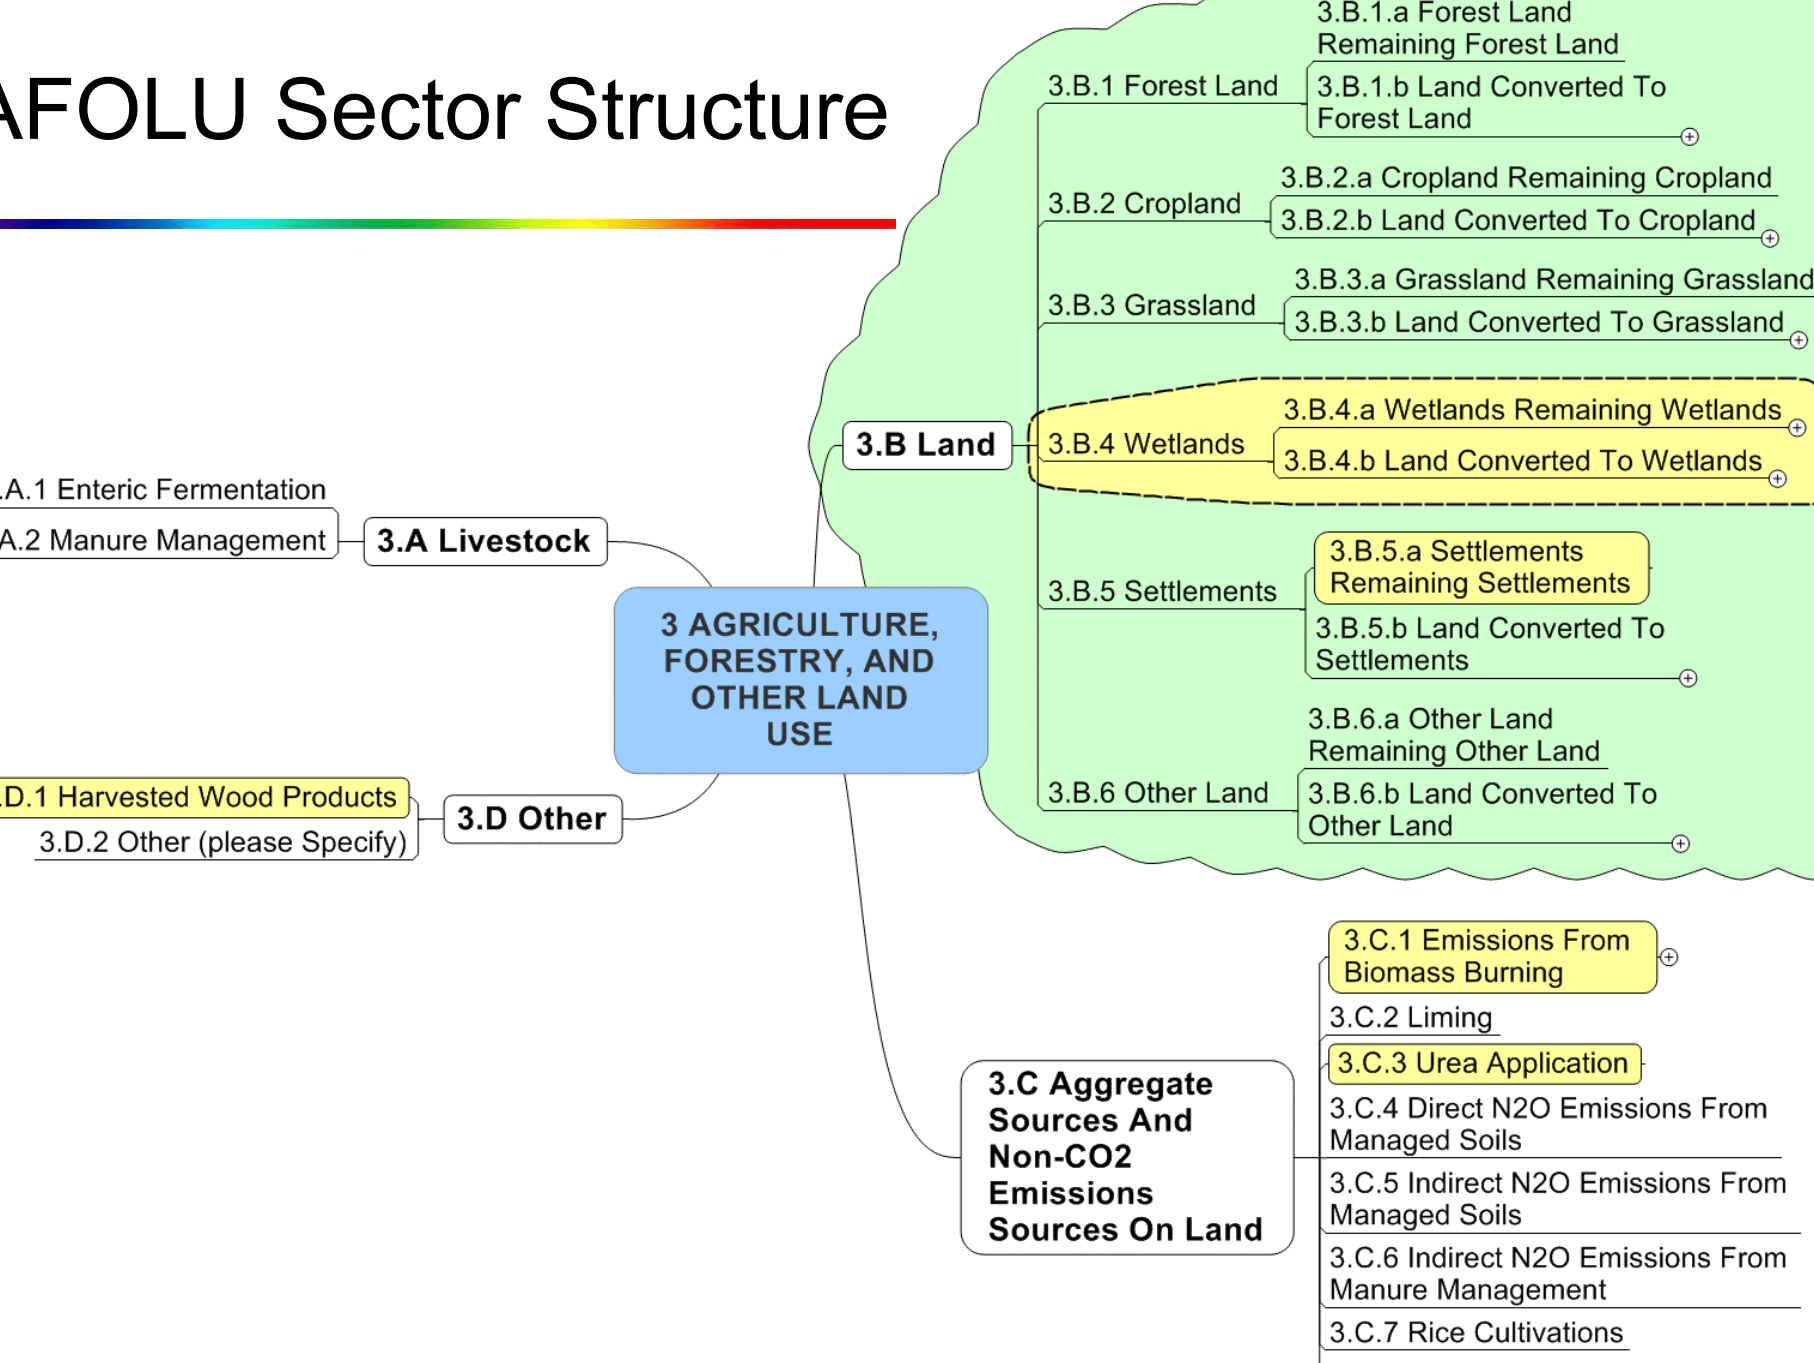 AFOLU Sector Structure
3.B.1.a Forest Land
Remaining Forest Land
3.B.1 Forest Land
3.B.1.b Land Converted To
Forest Land
3.B.2.a Cropland Remaining Cropland
3.B.2 Cropland
3.B.2.b Land Converted To Cropland
3.B.3.a Grassland Remaining Grassland
3.B.3 Grassland
3.B.3.b Land Converted To Grassland
3.B Land
3.B.4.a Wetlands Remaining Wetlands
3.B.4 Wetlands
3.B.4.b Land Converted To Wetlands
3.B.5.a Settlements
Remaining Settlements
3.B.5 Settlements
3.B.5.b Land Converted To
Settlements
3.B.6.a Other Land
Remaining Other Land
3.B.6 Other Land
3.B.6.b Land Converted To
Other Land
.A.1 Enteric Fermentation
A.2 Manure Management
3.A Livestock
3 AGRICULTURE,
FORESTRY, AND
OTHER LAND
USE
.D.1 Harvested Wood Products
3.D.2 Other (please Specify)
3.D Other
3.C Aggregate
Sources And
Non-CO2
Emissions
Sources On Land
3.C.1 Emissions From
Biomass Burning
3.C.2 Liming
3.C.3 Urea Application
3.C.4 Direct N2O Emissions From
Managed Soils
3.C.5 Indirect N2O Emissions From
Managed Soils
3.C.6 Indirect N2O Emissions From
Manure Management
3.C.7 Rice Cultivations